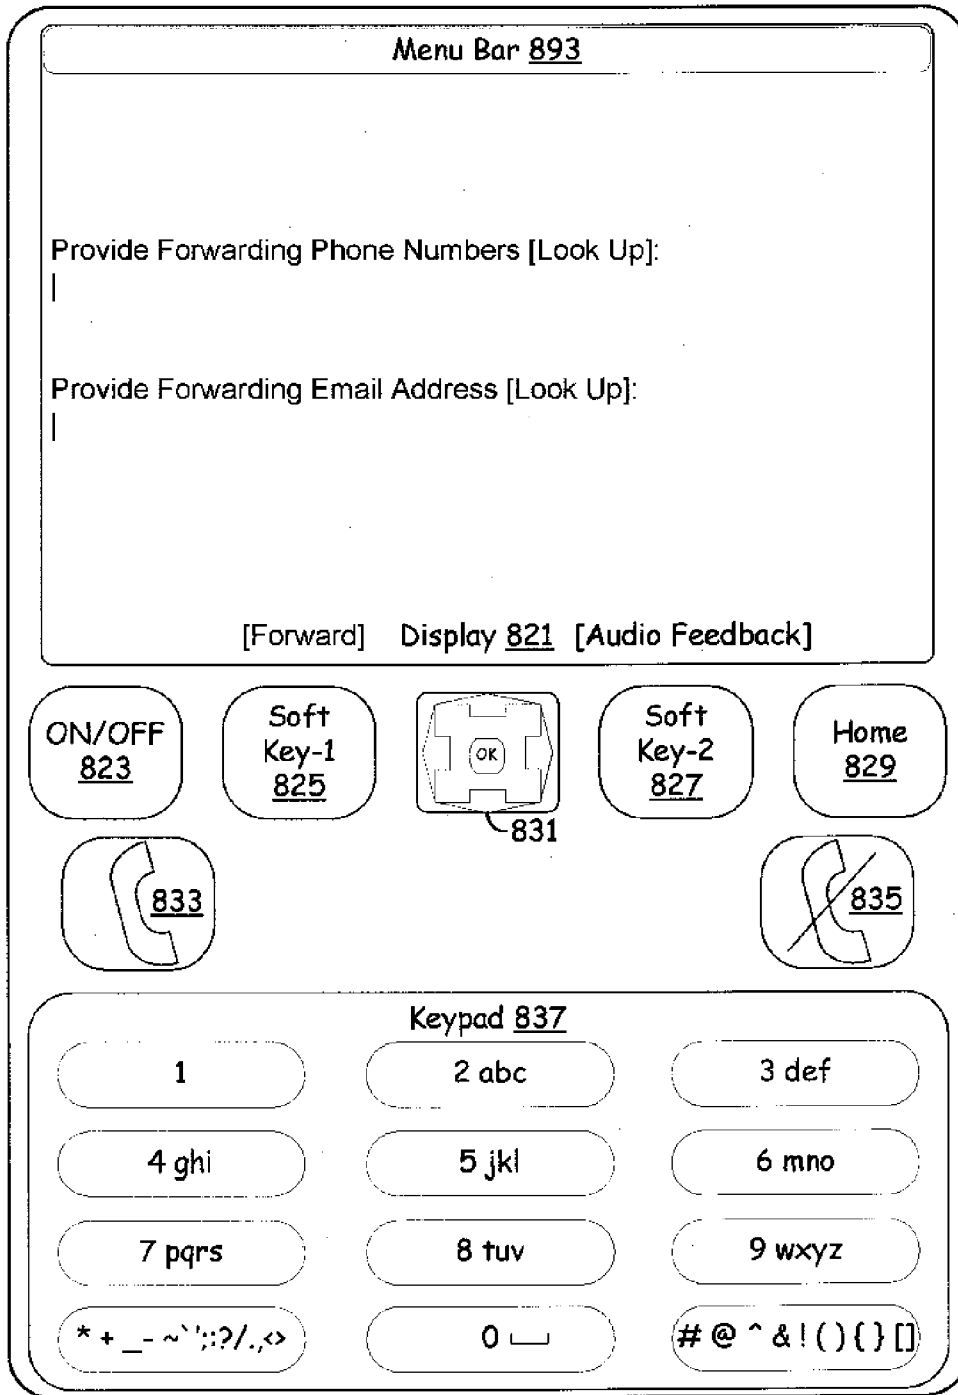 Menu Bar 893
Provide Forwarding Phone Numbers [Look Up]:
|
Provide Forwarding Email Address [Look Up]:
|
[Forward] Display 821 [Audio Feedback]
ON/OFF
823
Soft
Key-1
825
OK
831
Soft
Key-2
827
Home
829
833
835
Keypad 837
1
2 abc
3 def
4 ghi
5 jkl
6 mno
7 pqrs
8 tuv
9 wxyz
* + _ - ~ ` ' ; : ? / . , < >
0 ⎵
# @ ^ & ! ( ) { } [ ]